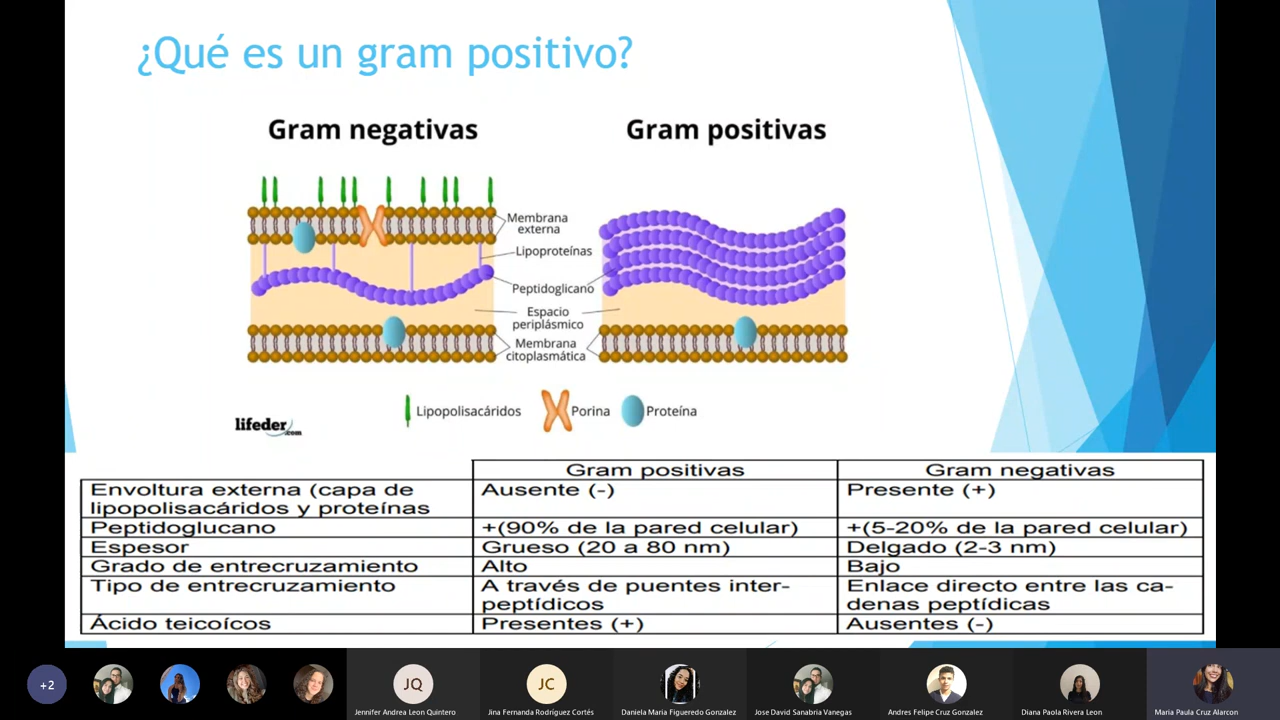 ¿Qué es un gram positivo?
Gram negativas
Gram positivas
Membrana
externa
Lipoproteínas
Peptidoglicano
Espacio
periplásmico
Membrana
citoplasmática
Lipopolisacáridos
Porina
Proteína
lifeder
.com
Gram positivas
Gram negativas
Envoltura externa (capa de
lipopolisacáridos y proteínas
Ausente (-)
Presente (+)
Peptidoglucano
+(90% de la pared celular)
+(5-20% de la pared celular)
Espesor
Grueso (20 a 80 nm)
Delgado (2-3 nm)
Grado de entrecruzamiento
Alto
Bajo
Tipo de entrecruzamiento
A través de puentes inter-
peptídicos
Enlace directo entre las ca-
denas peptídicas
Ácido teicoícos
Presentes (+)
Ausentes (-)
+2
JQ
Jennifer Andrea Leon Quintero
JC
Jina Fernanda Rodríguez Cortés
Daniela Maria Figueredo Gonzalez
Jose David Sanabria Vanegas
Andres Felipe Cruz Gonzalez
Diana Paola Rivera Leon
Maria Paula Cruz Alarcon